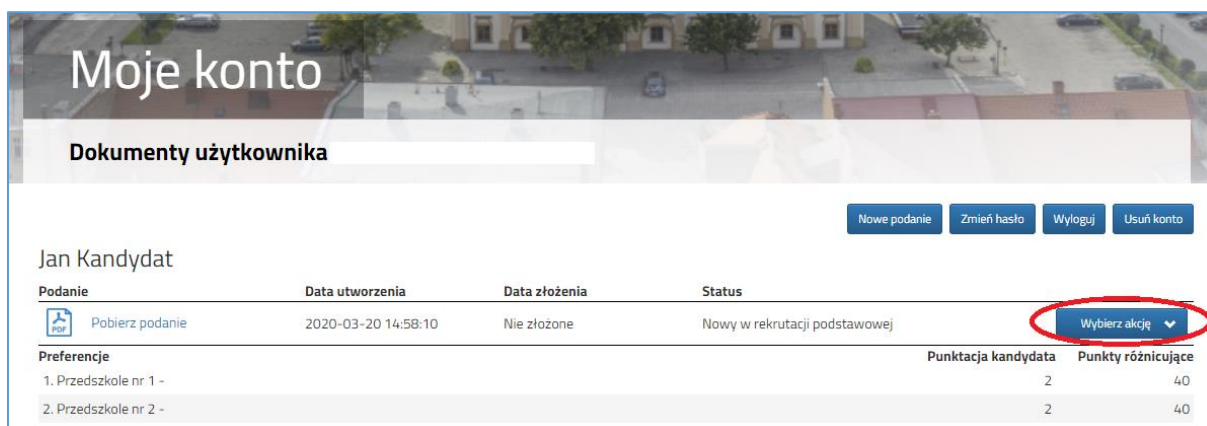 Moje konto
Dokumenty użytkownika
Nowe podanie Zmień hasło Wyloguj Usuń konto
Jan Kandydat
Podanie Data utworzenia Data złożenia Status
PDF Pobierz podanie 2020-03-20 14:58:10 Nie złożone Nowy w rekrutacji podstawowej Wybierz akcję
Preferencje Punktacja kandydata Punkty różnicujące
1. Przedszkole nr 1 - 2 40
2. Przedszkole nr 2 - 2 40